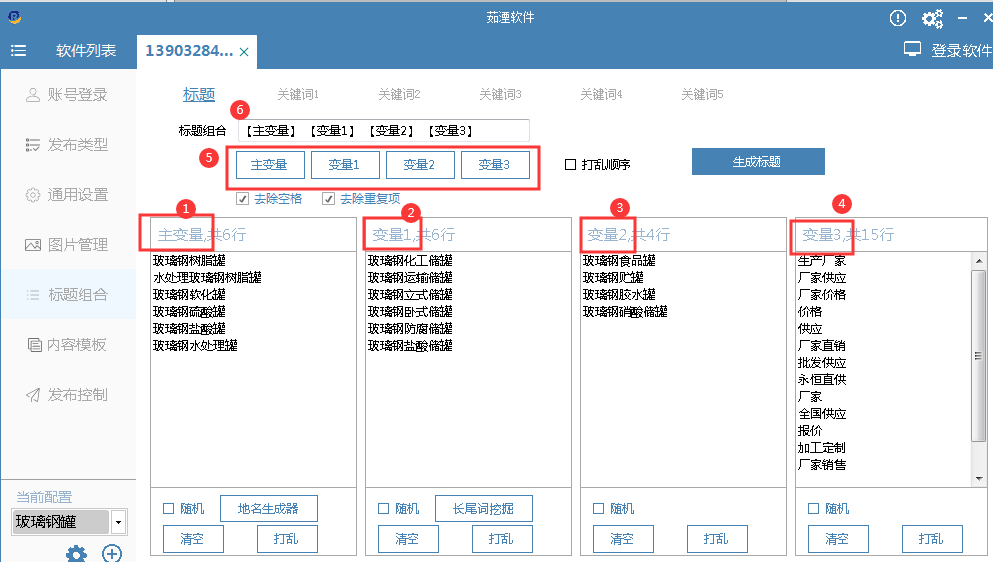 茹湮软件
软件列表
13903284...
登录软件
账号登录
发布类型
通用设置
图片管理
标题组合
内容模板
发布控制
当前配置
玻璃钢罐
标题 关键词1 关键词2 关键词3 关键词4 关键词5
6
标题组合 【主变量】 【变量1】 【变量2】 【变量3】
5
主变量 变量1 变量2 变量3 打乱顺序 生成标题
去除空格 去除重复项
1
主变量,共6行
玻璃钢树脂罐
水处理玻璃钢树脂罐
玻璃钢软化罐
玻璃钢硫酸罐
玻璃钢盐酸罐
玻璃钢水处理罐
随机 地名生成器
清空 打乱
2
变量1,共6行
玻璃钢化工储罐
玻璃钢运输储罐
玻璃钢立式储罐
玻璃钢卧式储罐
玻璃钢防腐储罐
玻璃钢盐酸储罐
随机 长尾词挖掘
清空 打乱
3
变量2,共4行
玻璃钢食品罐
玻璃钢贮罐
玻璃钢胶水罐
玻璃钢硝酸储罐
随机
清空 打乱
4
变量3,共15行
生产厂家
厂家供应
厂家价格
价格
供应
厂家直销
批发供应
永恒直供
厂家
全国供应
报价
加工定制
厂家销售
随机
清空 打乱